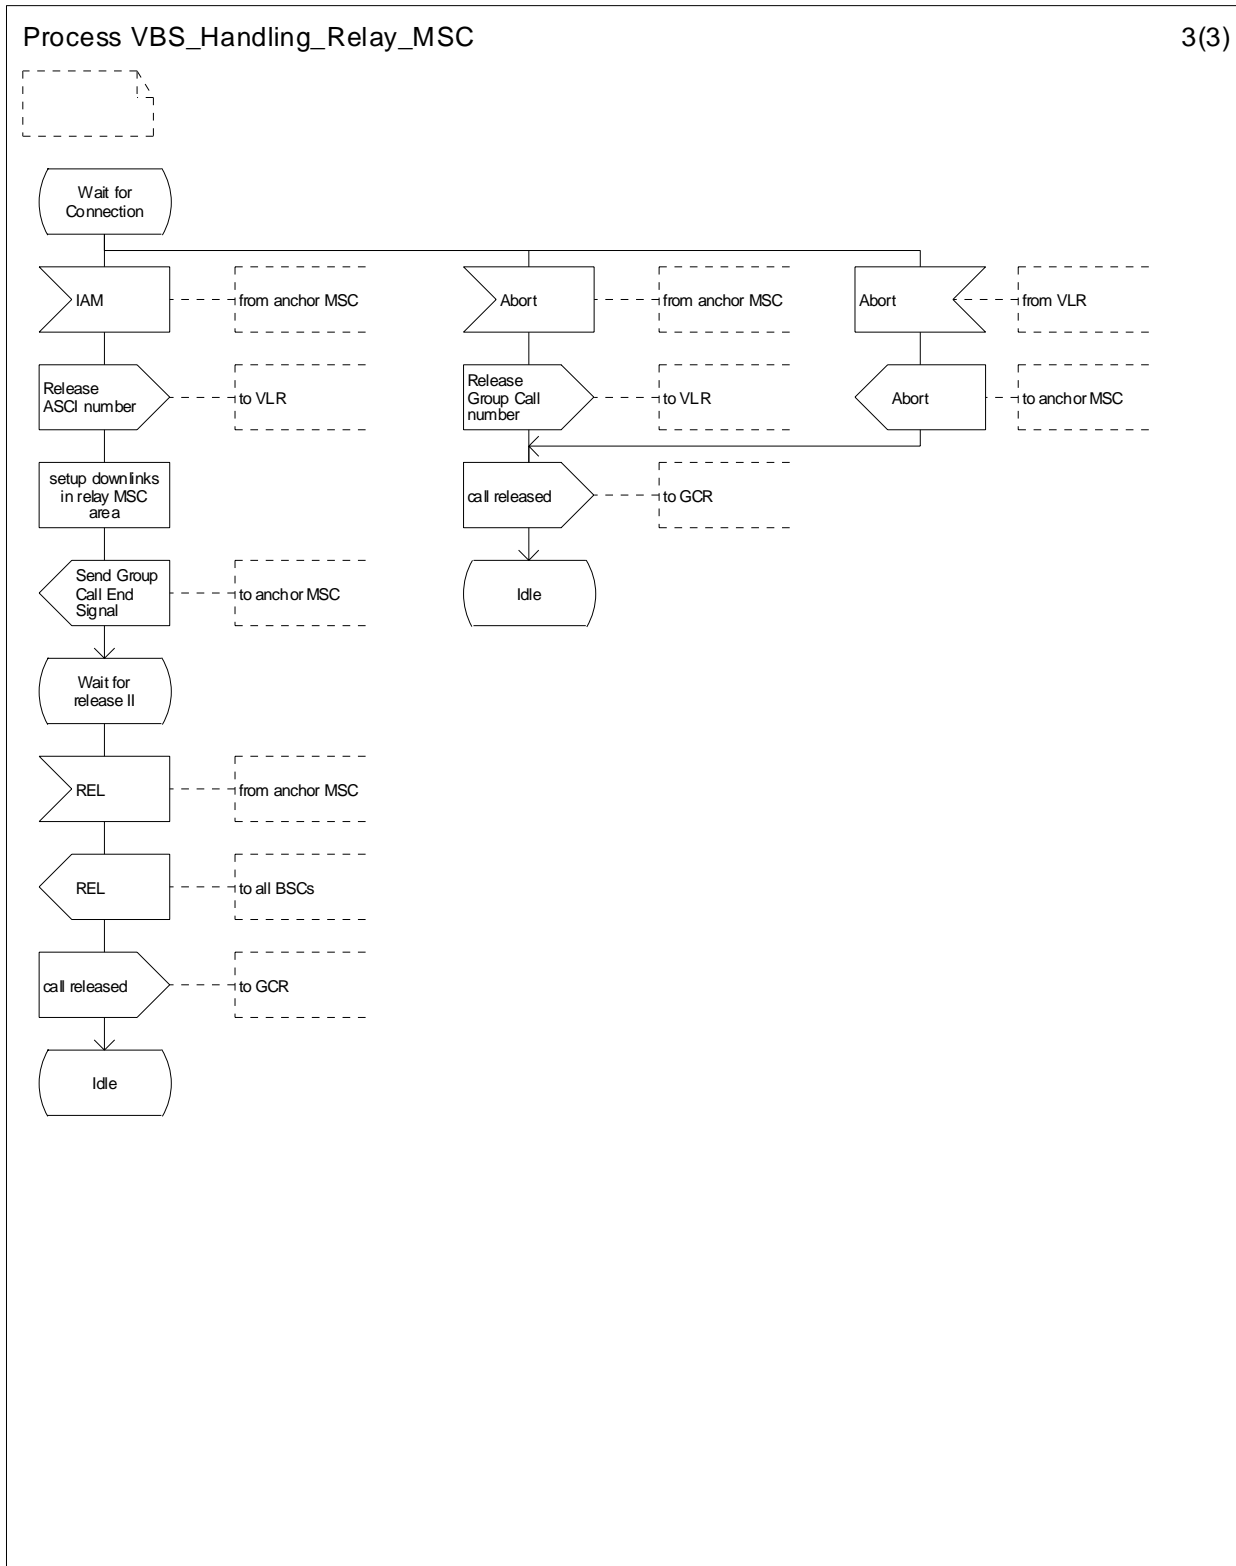 Process VBS_Handling_Relay_MSC
3(3)
Wait for
Connection
IAM
from anchor MSC
Abort
from anchor MSC
Abort
from VLR
Release
ASCI number
to VLR
Release
Group Call
number
to VLR
Abort
to anchor MSC
setup downlinks
in relay MSC
area
call released
to GCR
Send Group
Call End
Signal
to anchor MSC
Idle
Wait for
release II
REL
from anchor MSC
REL
to all BSCs
call released
to GCR
Idle